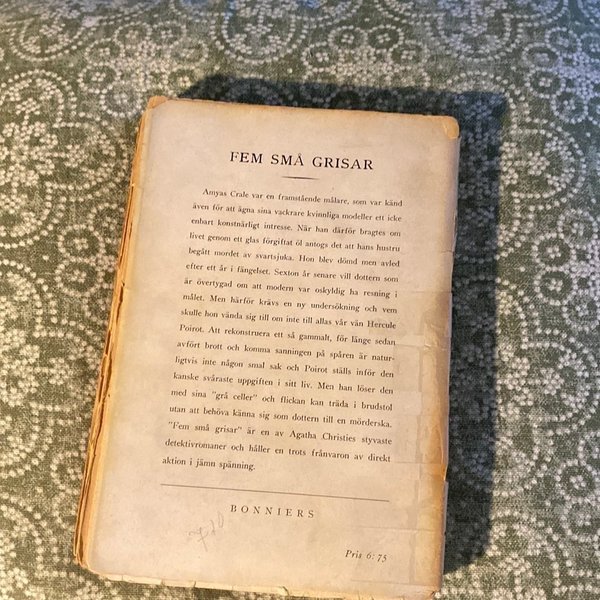 FEM SMÅ GRISAR
Amyas Crale var en framstående målare, som var känd
även för att ägna sina vackrare kvinnliga modeller ett icke
enbart konstnärligt intresse. När han därför bragtes om
livet genom ett glas förgiftat öl antogs det att hans hustru
begått mordet av svartsjuka. Hon blev dömd men avled
efter ett år i fängelset. Sexton år senare vill dottern som
är övertygad om att modern var oskyldig ha resning i
målet. Men härför krävs en ny undersökning och vem
skulle hon vända sig till om inte till allas vår vän Hercule
Poirot. Att rekonstruera ett så gammalt, för länge sedan
avfört brott och komma sanningen på spåren är natur-
ligtvis inte någon smal sak och Poirot ställs inför den
kanske svåraste uppgiften i sitt liv. Men han löser den
med sina "grå celler" och flickan kan träda i brudstol
utan att behöva känna sig som dottern till en mörderska.
"Fem små grisar" är en av Agatha Christies styvaste
detektivromaner och håller en trots frånvaron av direkt
aktion i jämn spänning.
BONNIERS
Pris 6: 75